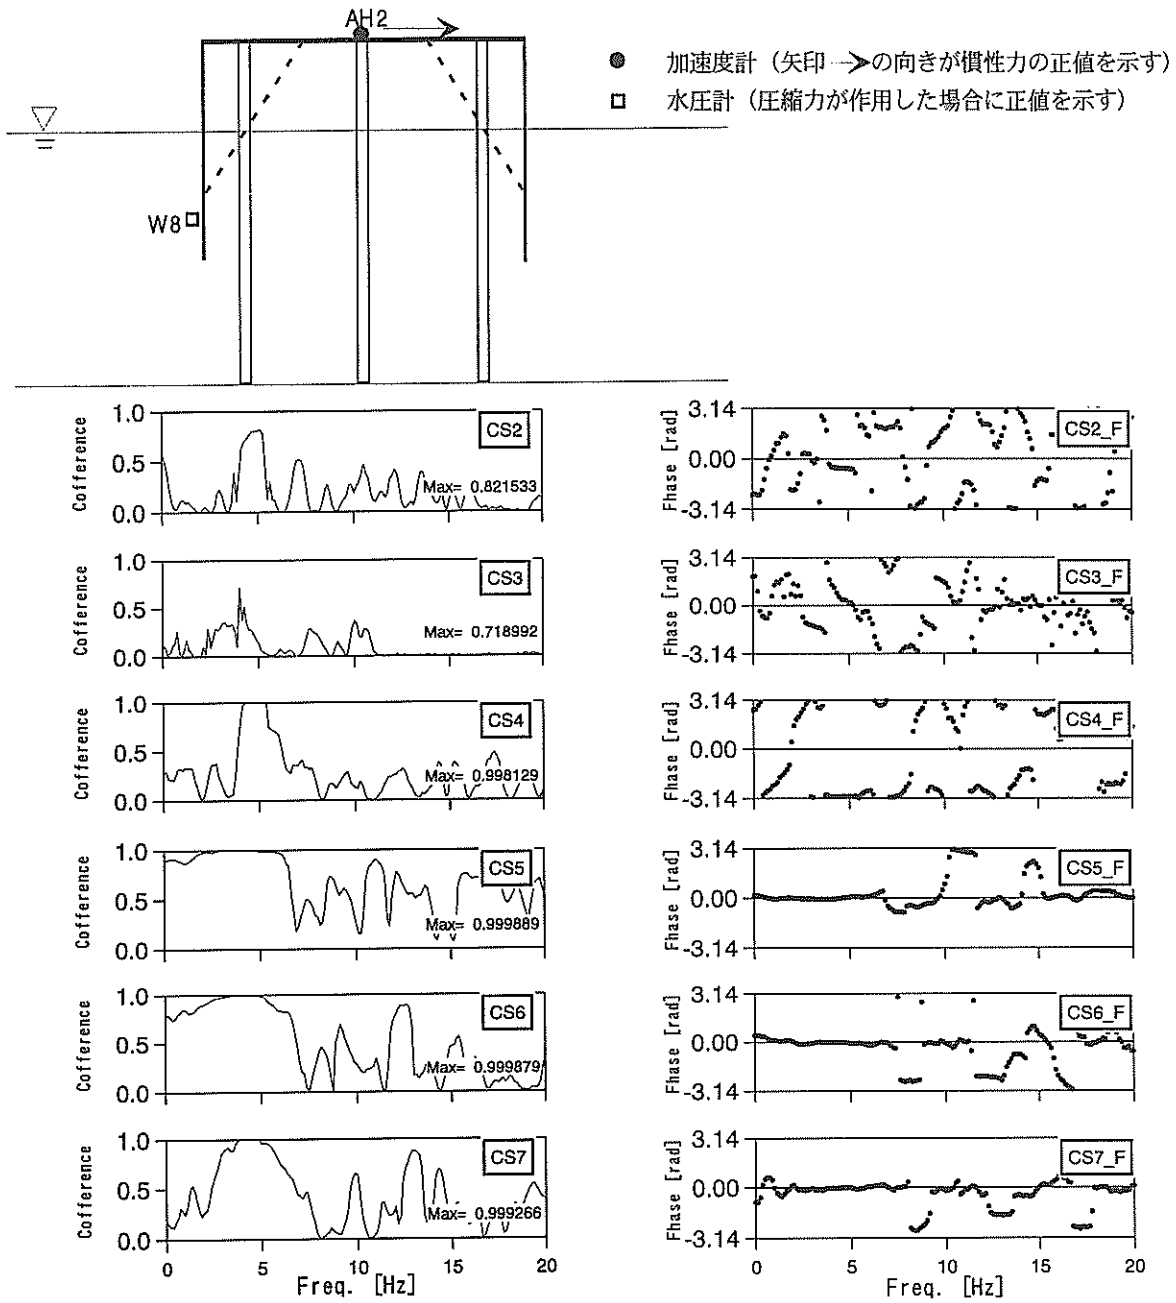 AH2
● 加速度計（矢印 →の向きが慣性力の正値を示す）
□ 水圧計（圧縮力が作用した場合に正値を示す）
W8
Cofference
1.0
0.5
0.0
CS2
Max= 0.821533
Fhase [rad]
3.14
0.00
-3.14
CS2_F
Cofference
1.0
0.5
0.0
CS3
Max= 0.718992
Fhase [rad]
3.14
0.00
-3.14
CS3_F
Cofference
1.0
0.5
0.0
CS4
Max= 0.998129
Fhase [rad]
3.14
0.00
-3.14
CS4_F
Cofference
1.0
0.5
0.0
CS5
Max= 0.999889
Fhase [rad]
3.14
0.00
-3.14
CS5_F
Cofference
1.0
0.5
0.0
CS6
Max= 0.999879
Fhase [rad]
3.14
0.00
-3.14
CS6_F
Cofference
1.0
0.5
0.0
CS7
Max= 0.999266
0 5 10 15 20
Freq. [Hz]
Fhase [rad]
3.14
0.00
-3.14
CS7_F
0 5 10 15 20
Freq. [Hz]